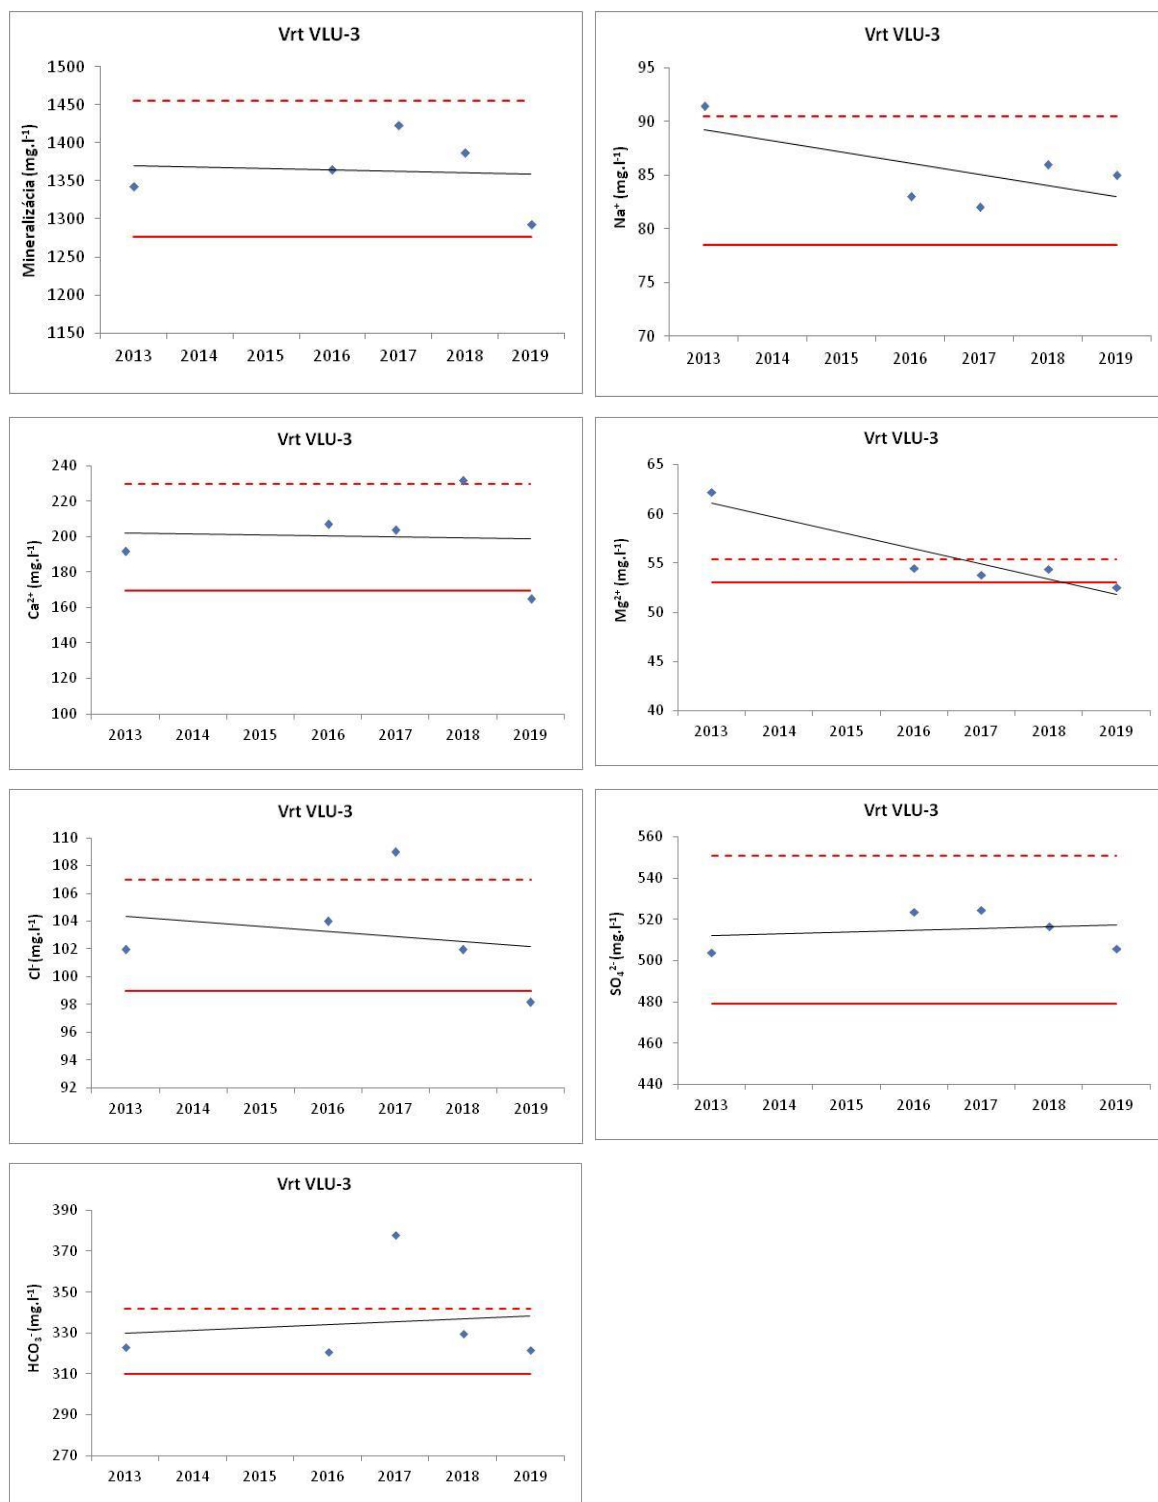 Vrt VLU-3
Mineralizácia (mg.l⁻¹)
1500
1450
1400
1350
1300
1250
1200
1150
2013 2014 2015 2016 2017 2018 2019
Vrt VLU-3
Na⁺ (mg.l⁻¹)
95
90
85
80
75
70
2013 2014 2015 2016 2017 2018 2019
Vrt VLU-3
Ca²⁺ (mg.l⁻¹)
240
220
200
180
160
140
120
100
2013 2014 2015 2016 2017 2018 2019
Vrt VLU-3
Mg²⁺ (mg.l⁻¹)
65
60
55
50
45
40
2013 2014 2015 2016 2017 2018 2019
Vrt VLU-3
Cl⁻ (mg.l⁻¹)
110
108
106
104
102
100
98
96
94
92
2013 2014 2015 2016 2017 2018 2019
Vrt VLU-3
SO₄²⁻ (mg.l⁻¹)
560
540
520
500
480
460
440
2013 2014 2015 2016 2017 2018 2019
Vrt VLU-3
HCO₃⁻ (mg.l⁻¹)
390
370
350
330
310
290
270
2013 2014 2015 2016 2017 2018 2019